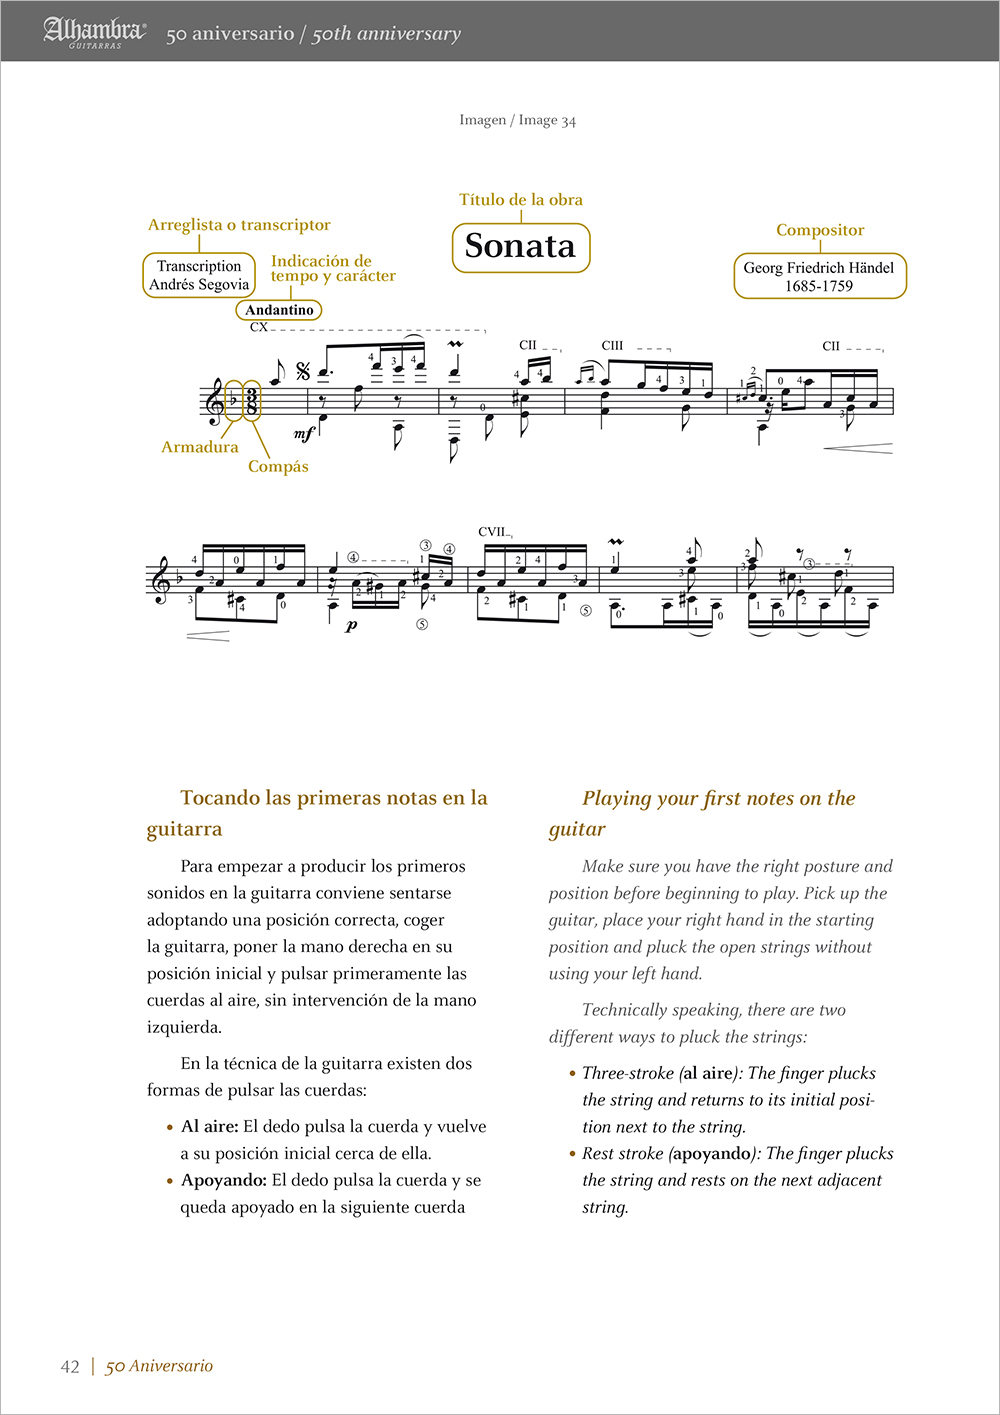 Alhambra®
GUITARRAS
50 aniversario / 50th anniversary
Imagen / Image 34
Título de la obra
Sonata
Arreglista o transcriptor
Transcription
Andrés Segovia
Indicación de
tempo y carácter
Andantino
Compositor
Georg Friedrich Händel
1685-1759
CX
CII
CIII
CII
4 3 4
mf
Armadura
Compás
CVII
p
Tocando las primeras notas en la
guitarra
Para empezar a producir los primeros
sonidos en la guitarra conviene sentarse
adoptando una posición correcta, coger
la guitarra, poner la mano derecha en su
posición inicial y pulsar primeramente las
cuerdas al aire, sin intervención de la mano
izquierda.
En la técnica de la guitarra existen dos
formas de pulsar las cuerdas:
• Al aire: El dedo pulsa la cuerda y vuelve
a su posición inicial cerca de ella.
• Apoyando: El dedo pulsa la cuerda y se
queda apoyado en la siguiente cuerda
Playing your first notes on the
guitar
Make sure you have the right posture and
position before beginning to play. Pick up the
guitar, place your right hand in the starting
position and pluck the open strings without
using your left hand.
Technically speaking, there are two
different ways to pluck the strings:
• Three-stroke (al aire): The finger plucks
the string and returns to its initial posi-
tion next to the string.
• Rest stroke (apoyando): The finger plucks
the string and rests on the next adjacent
string.
42 | 50 Aniversario